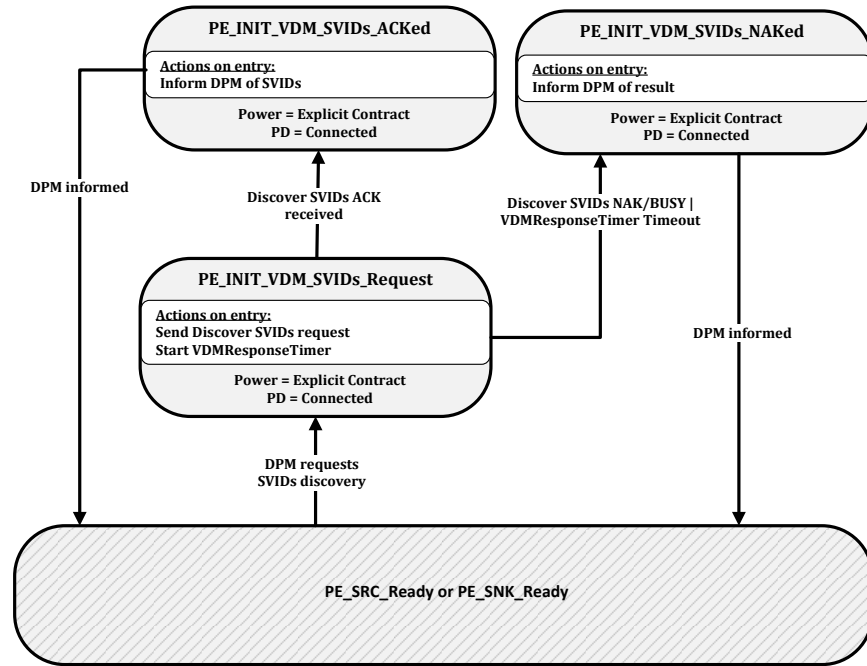 PE_INIT_VDM_SVIDs_ACKed
Actions on entry:
Inform DPM of SVIDs
Power = Explicit Contract
PD = Connected
PE_INIT_VDM_SVIDs_NAKed
Actions on entry:
Inform DPM of result
Power = Explicit Contract
PD = Connected
DPM informed
Discover SVIDs ACK
received
Discover SVIDs NAK/BUSY |
VDMResponseTimer Timeout
PE_INIT_VDM_SVIDs_Request
Actions on entry:
Send Discover SVIDs request
Start VDMResponseTimer
Power = Explicit Contract
PD = Connected
DPM informed
DPM requests
SVIDs discovery
PE_SRC_Ready or PE_SNK_Ready